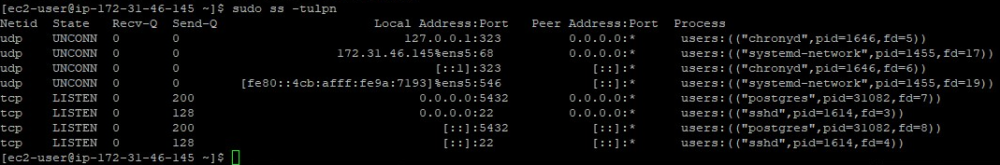 [ec2-user@ip-172-31-46-145 ~]$ sudo ss -tulpn
Netid State Recv-Q Send-Q Local Address:Port Peer Address:Port Process
udp UNCONN 0 0 127.0.0.1:323 0.0.0.0:* users:(("chronyd",pid=1646,fd=5))
udp UNCONN 0 0 172.31.46.145%ens5:68 0.0.0.0:* users:(("systemd-network",pid=1455,fd=17))
udp UNCONN 0 0 [::1]:323 [::]:* users:(("chronyd",pid=1646,fd=6))
udp UNCONN 0 0 [fe80::4cb:afff:fe9a:7193]%ens5:546 [::]:* users:(("systemd-network",pid=1455,fd=19))
tcp LISTEN 0 200 0.0.0.0:5432 0.0.0.0:* users:(("postgres",pid=31082,fd=7))
tcp LISTEN 0 128 0.0.0.0:22 0.0.0.0:* users:(("sshd",pid=1614,fd=3))
tcp LISTEN 0 200 [::]:5432 [::]:* users:(("postgres",pid=31082,fd=8))
tcp LISTEN 0 128 [::]:22 [::]:* users:(("sshd",pid=1614,fd=4))
[ec2-user@ip-172-31-46-145 ~]$